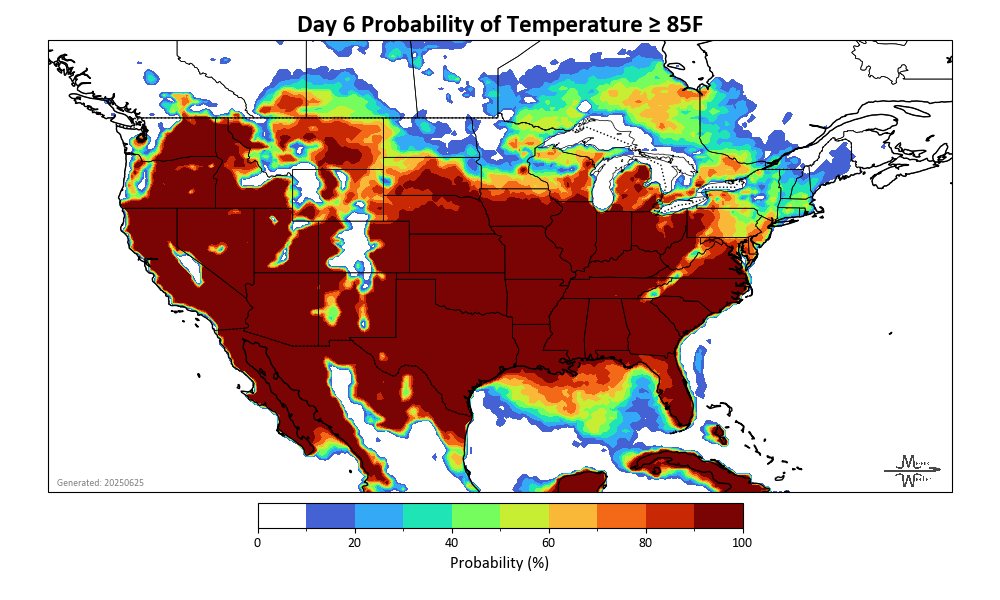 Day 6 Probability of Temperature ≥ 85F
Generated: 20250625
0 20 40 60 80 100
Probability (%)